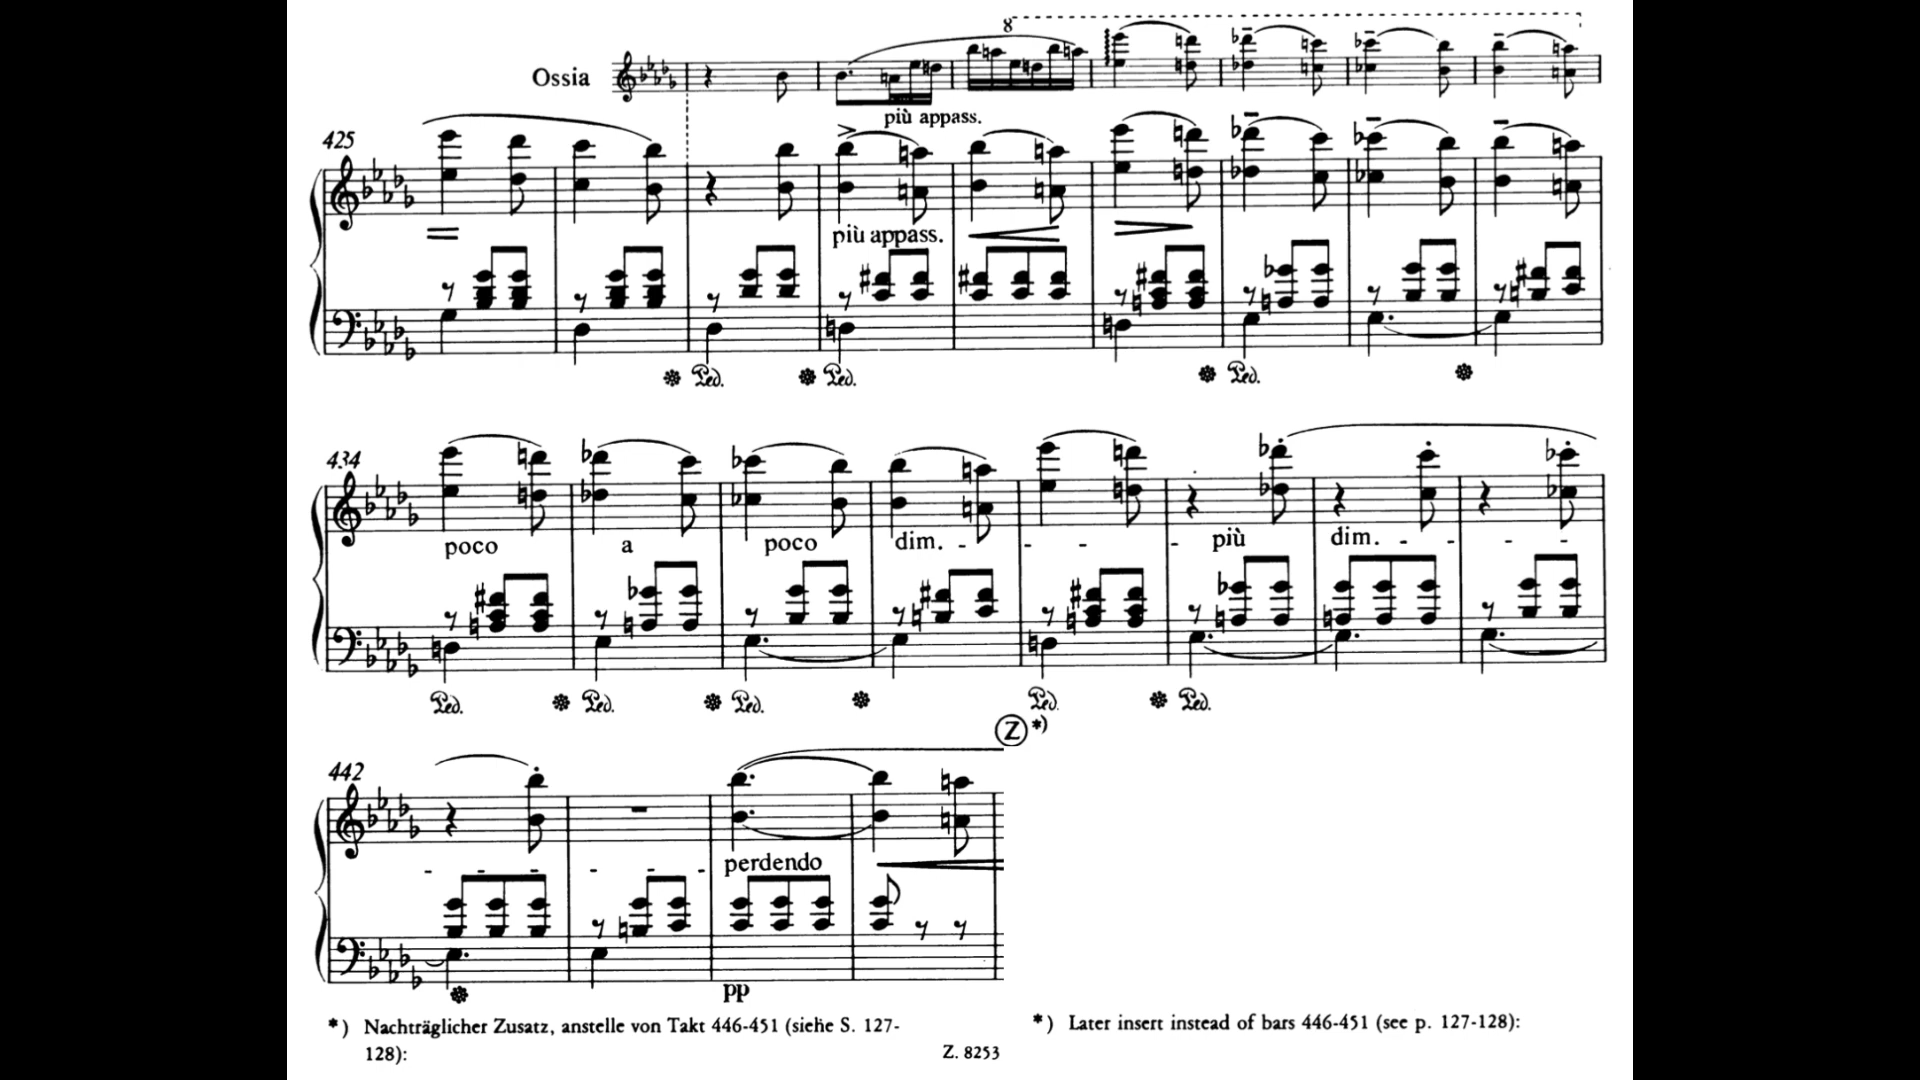 8
Ossia
più appass.
425
più appass.
Ped. Ped. Ped.
434
poco a poco dim. - - - - più dim. - - - -
Ped. Ped. Ped. Ped. Ped.
Z *)
442
- - - - - - perdendo
pp
*) Nachträglicher Zusatz, anstelle von Takt 446-451 (siehe S. 127-
128):
*) Later insert instead of bars 446-451 (see p. 127-128):
Z. 8253